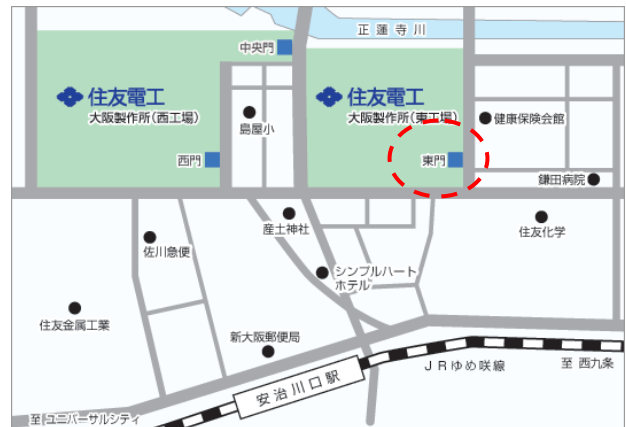 正蓮寺川
中央門
住友電工
大阪製作所(西工場)
住友電工
大阪製作所(東工場)
島屋小
健康保険会館
西門
東門
鎌田病院
産土神社
住友化学
佐川急便
シンプルハート
ホテル
住友金属工業
新大阪郵便局
安治川口駅
JRゆめ咲線
至 西九条
至 ユニバーサルシティ